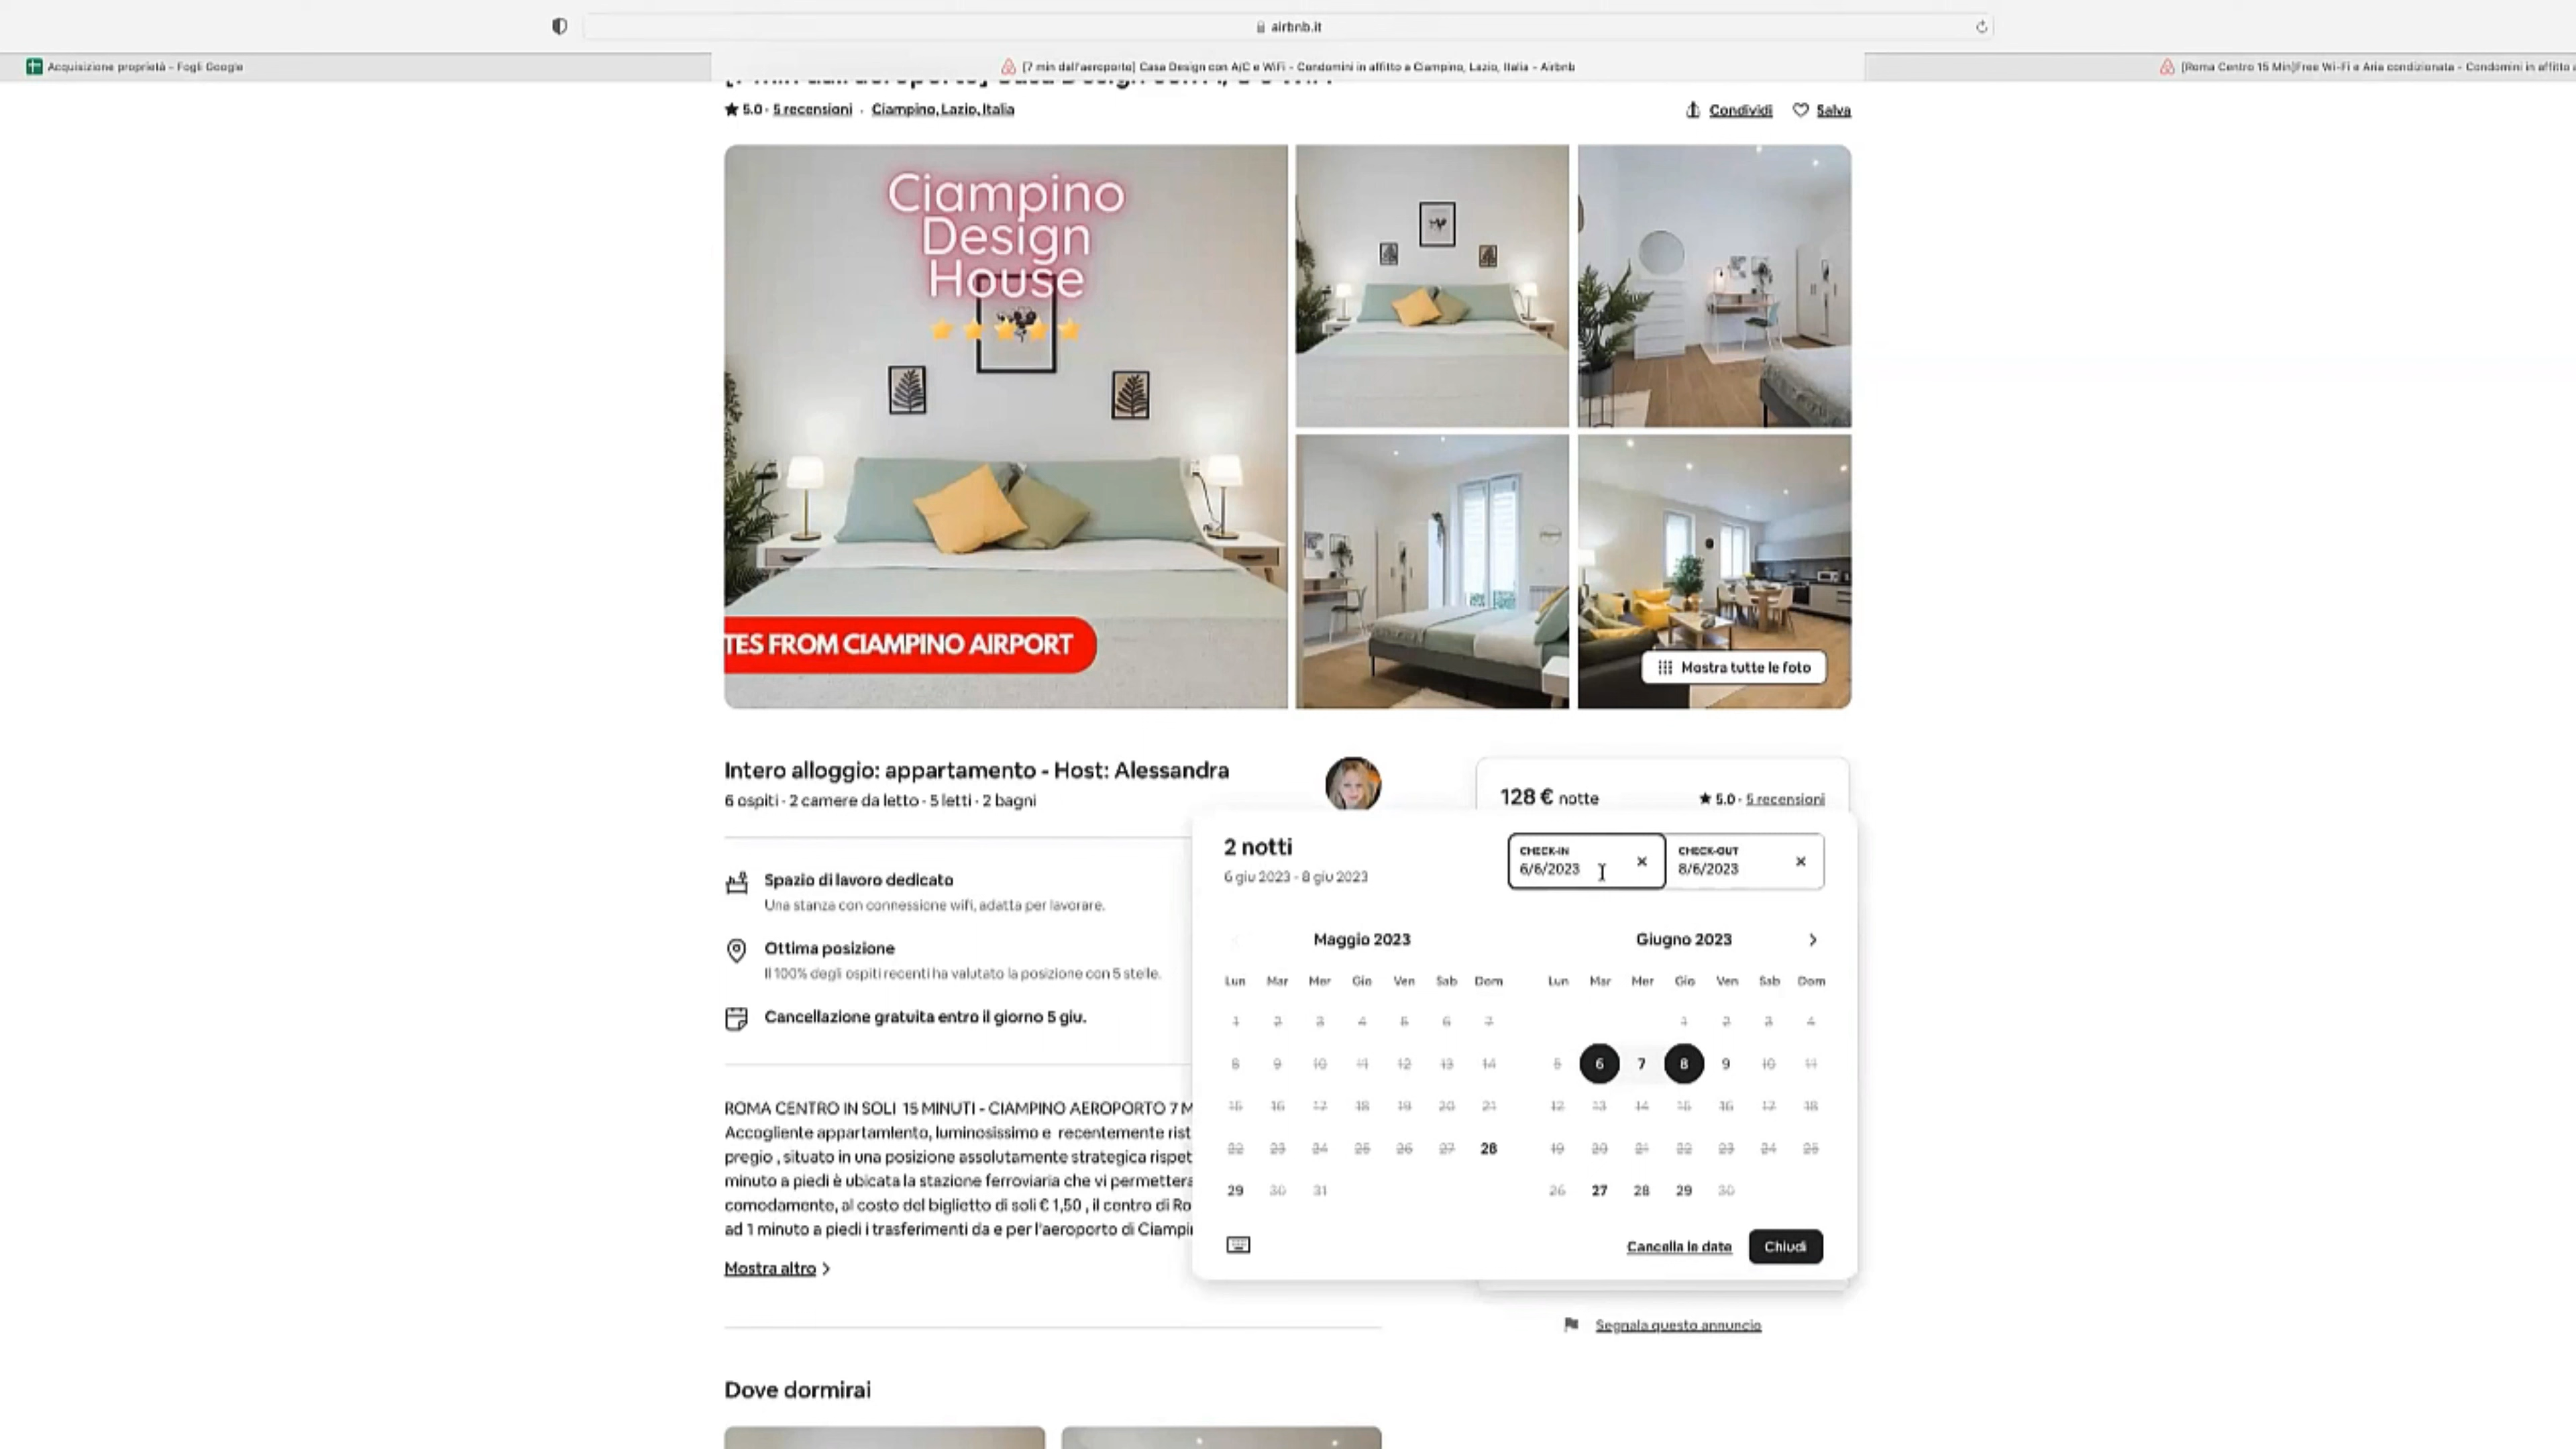 airbnb.it
Acquisizione proprietà - Fogli Google
[7 min dall'aeroporto] Casa Design con A/C e WiFi - Condomini in affitto a Ciampino, Lazio, Italia - Airbnb
[Roma Centro 15 Min]Free Wi-Fi e Aria condizionata - Condomini in affitto
[7 min dall'aeroporto] Casa Design con A/C e WiFi
5.0 · 5 recensioni · Ciampino, Lazio, Italia
Condividi
Salva
Ciampino
Design
House
TES FROM CIAMPINO AIRPORT
Mostra tutte le foto
Intero alloggio: appartamento - Host: Alessandra
6 ospiti · 2 camere da letto · 5 letti · 2 bagni
128 € notte
5.0 · 5 recensioni
2 notti
6 giu 2023 - 8 giu 2023
CHECK-IN
6/6/2023
CHECK-OUT
8/6/2023
Spazio di lavoro dedicato
Una stanza con connessione wifi, adatta per lavorare.
Ottima posizione
Il 100% degli ospiti recenti ha valutato la posizione con 5 stelle.
Cancellazione gratuita entro il giorno 5 giu.
Maggio 2023
Lun Mar Mer Gio Ven Sab Dom
1 2 3 4 5 6 7
8 9 10 11 12 13 14
15 16 17 18 19 20 21
22 23 24 25 26 27 28
29 30 31
Giugno 2023
Lun Mar Mer Gio Ven Sab Dom
1 2 3 4
5 6 7 8 9 10 11
12 13 14 15 16 17 18
19 20 21 22 23 24 25
26 27 28 29 30
Cancella le date
Chiudi
ROMA CENTRO IN SOLI 15 MINUTI - CIAMPINO AEROPORTO 7 M
Accogliente appartamlento, luminosissimo e recentemente rist
pregio , situato in una posizione assolutamente strategica rispet
minuto a piedi è ubicata la stazione ferroviaria che vi permetterà
comodamente, al costo del biglietto di soli € 1,50 , il centro di Ro
ad 1 minuto a piedi i trasferimenti da e per l'aeroporto di Ciampi
Mostra altro
Segnala questo annuncio
Dove dormirai